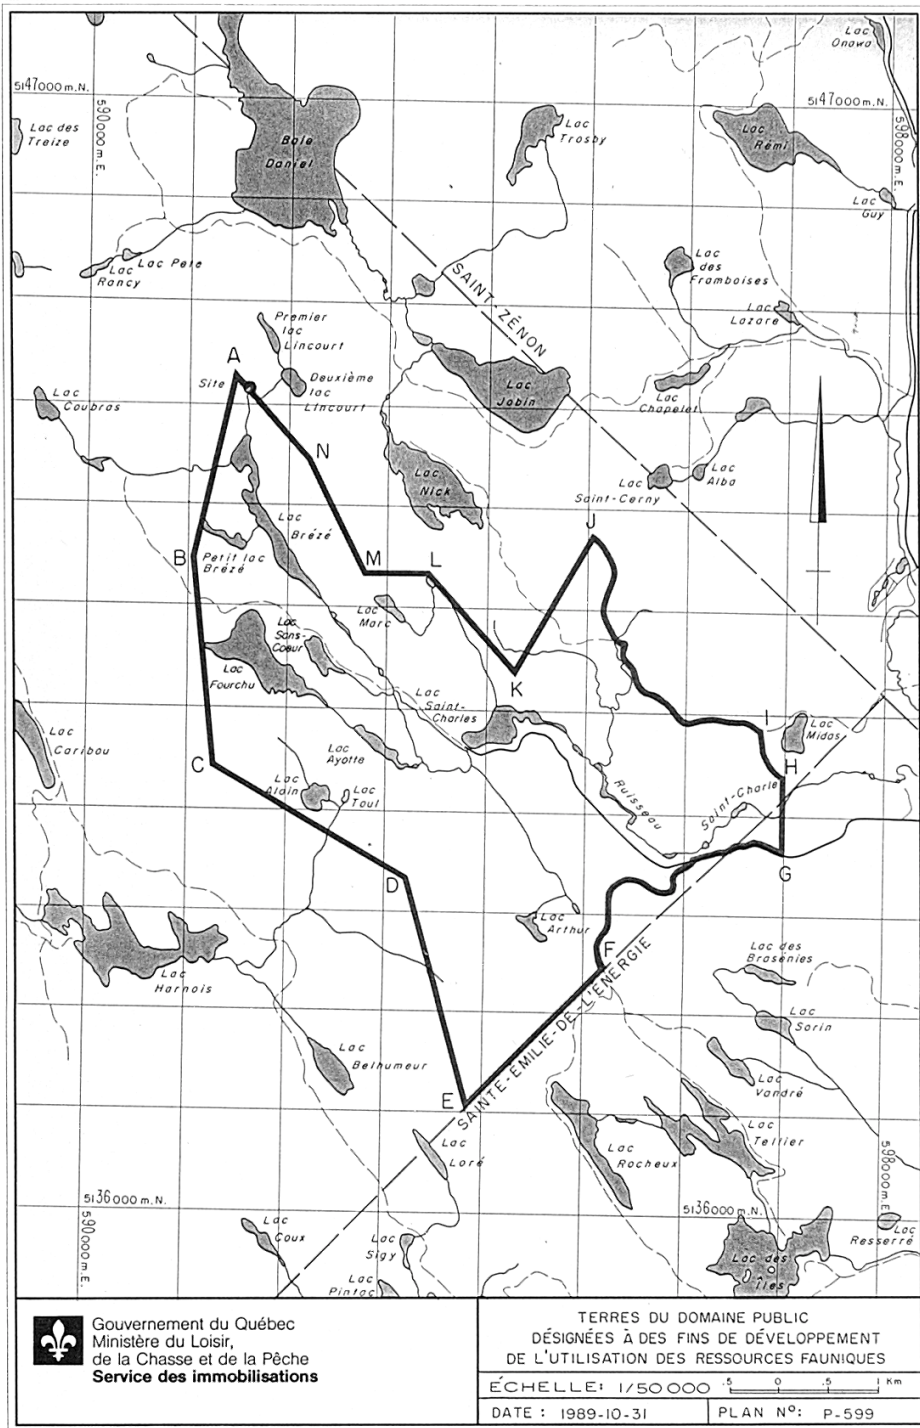 Lac
Onawa
5147000 m.N.
590000 m.E.
5147000 m.N.
598000 m.E.
Lac des
Treize
Baie
Daniel
Lac
Trosby
Lac
Rémi
Lac
Guy
Lac Pete
Lac
Rancy
SAINT-ZÉNON
Lac
des
Framboises
Lac
Lazare
Premier
lac
Lincourt
A
Site
Deuxième
lac
Lincourt
Lac
Coubras
Lac
Jobin
Lac
Chapelet
N
Lac
Nick
Lac
Saint-Cerny
Lac
Alba
J
Lac
Brézé
B
Petit lac
Brézé
M
L
Lac
Marc
Lac
Sans-
Coeur
K
Lac
Fourchu
Lac
Saint-
Charles
I
Lac
Midas
Lac
Caribou
Lac
Ayotte
H
C
Lac
Alain
Lac
Toul
Ruisseau
Saint-Charles
G
D
Lac
Arthur
F
Lac des
Brasénies
Lac
Harnois
Lac
Sorin
SAINTE-ÉMILIE-DE-L'ÉNERGIE
Lac
Belhumeur
Lac
Vandré
E
Lac
Loré
Lac
Rocheux
Lac
Tellier
5136000 m.N.
590000 m.E.
5136000 m.N.
598000 m.E.
Lac
Coux
Lac
Sigy
Lac
Resserré
Lac des
Îles
Lac
Pintac
Gouvernement du Québec
Ministère du Loisir,
de la Chasse et de la Pêche
Service des immobilisations
TERRES DU DOMAINE PUBLIC
DÉSIGNÉES À DES FINS DE DÉVELOPPEMENT
DE L'UTILISATION DES RESSOURCES FAUNIQUES
ÉCHELLE: 1/50 000 .5 0 .5 1 Km
DATE : 1989-10-31 PLAN Nº: P-599